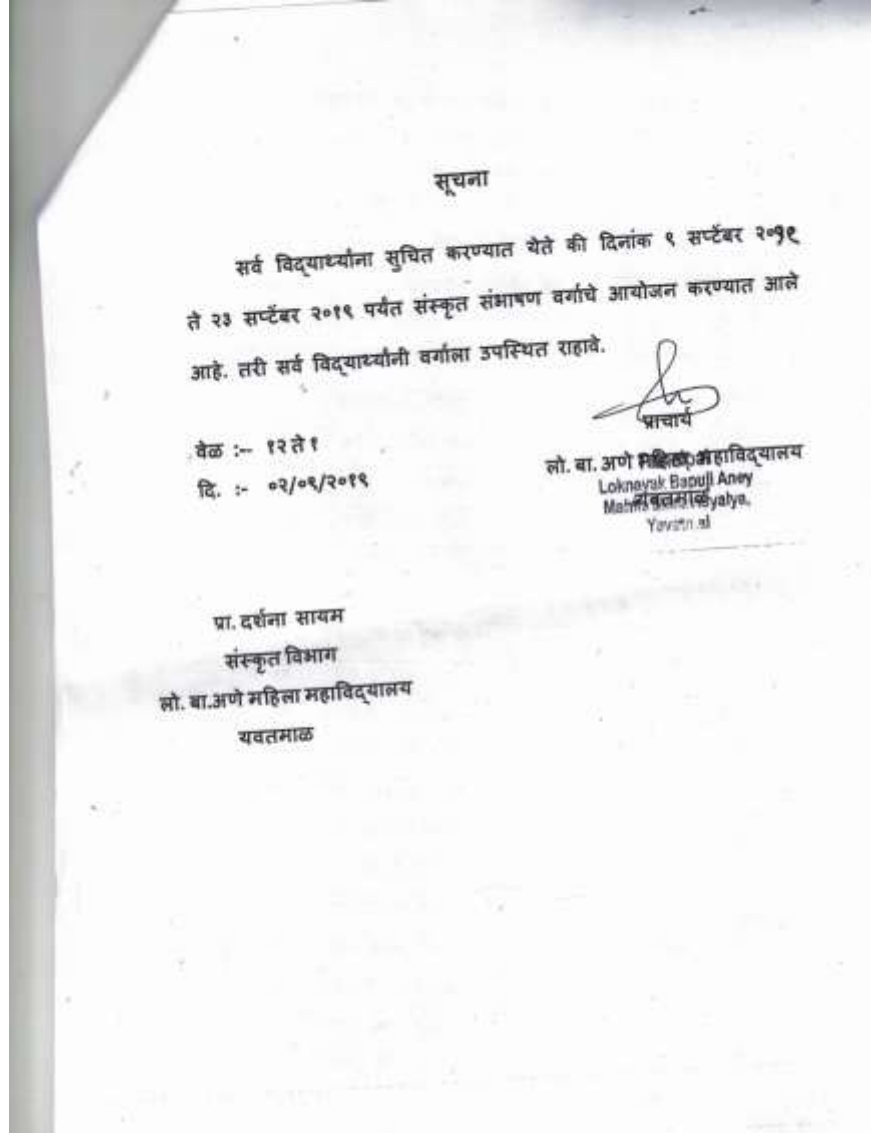 सूचना
सर्व विद्यार्थ्यांना सुचित करण्यात येते की दिनांक ९ सप्टेंबर २०१९
ते २३ सप्टेंबर २०१९ पर्यंत संस्कृत संभाषण वर्गाचे आयोजन करण्यात आले
आहे. तरी सर्व विद्यार्थ्यांनी वर्गाला उपस्थित राहावे.
प्राचार्य
वेळ :-- १२ ते १
लो. बा. अणे महिला महाविद्यालय
दि. :- ०२/०९/२०१९
Loknayak Bapuji Aney
यवतमाळ
Yavatmal
प्रा. दर्शना सायम
संस्कृत विभाग
लो. बा.अणे महिला महाविद्यालय
यवतमाळ